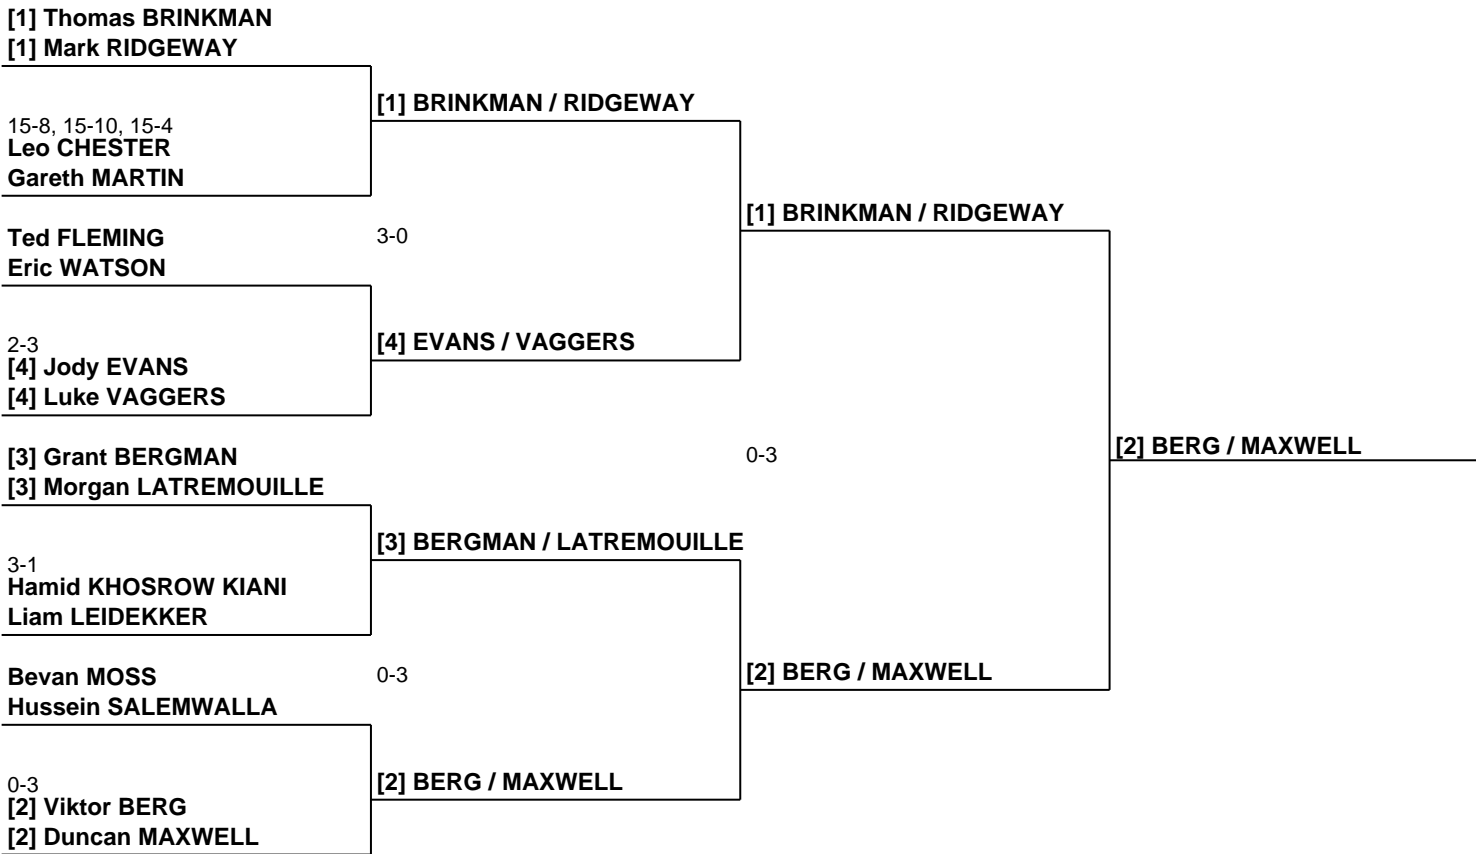 [1] Thomas BRINKMAN
[1] Mark RIDGEWAY
[1] BRINKMAN / RIDGEWAY
15-8, 15-10, 15-4
Leo CHESTER
Gareth MARTIN
[1] BRINKMAN / RIDGEWAY
Ted FLEMING
3-0
Eric WATSON
[4] EVANS / VAGGERS
2-3
[4] Jody EVANS
[4] Luke VAGGERS
[2] BERG / MAXWELL
[3] Grant BERGMAN
0-3
[3] Morgan LATREMOUILLE
[3] BERGMAN / LATREMOUILLE
3-1
Hamid KHOSROW KIANI
Liam LEIDEKKER
[2] BERG / MAXWELL
Bevan MOSS
0-3
Hussein SALEMWALLA
[2] BERG / MAXWELL
0-3
[2] Viktor BERG
[2] Duncan MAXWELL